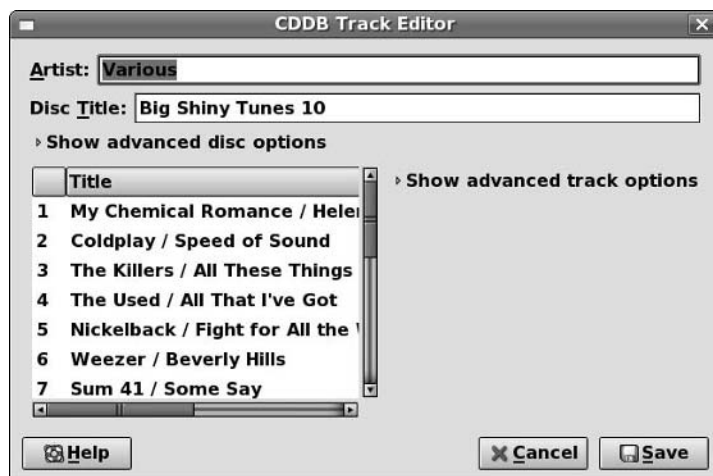 CDDB Track Editor
Artist: Various
Disc Title: Big Shiny Tunes 10
Show advanced disc options
Title
Show advanced track options
1 My Chemical Romance / Helen
2 Coldplay / Speed of Sound
3 The Killers / All These Things
4 The Used / All That I've Got
5 Nickelback / Fight for All the
6 Weezer / Beverly Hills
7 Sum 41 / Some Say
Help
Cancel
Save